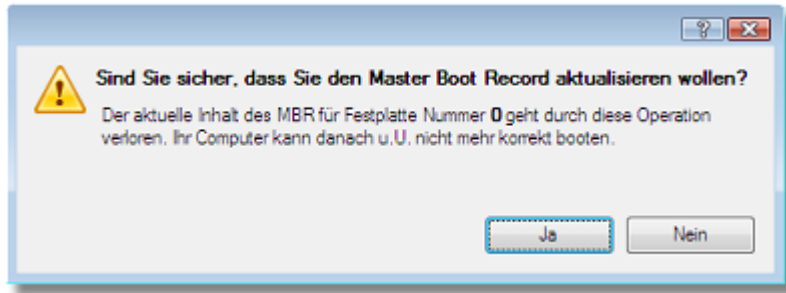 Sind Sie sicher, dass Sie den Master Boot Record aktualisieren wollen?
Der aktuelle Inhalt des MBR für Festplatte Nummer 0 geht durch diese Operation
verloren. Ihr Computer kann danach u.U. nicht mehr korrekt booten.
Ja
Nein